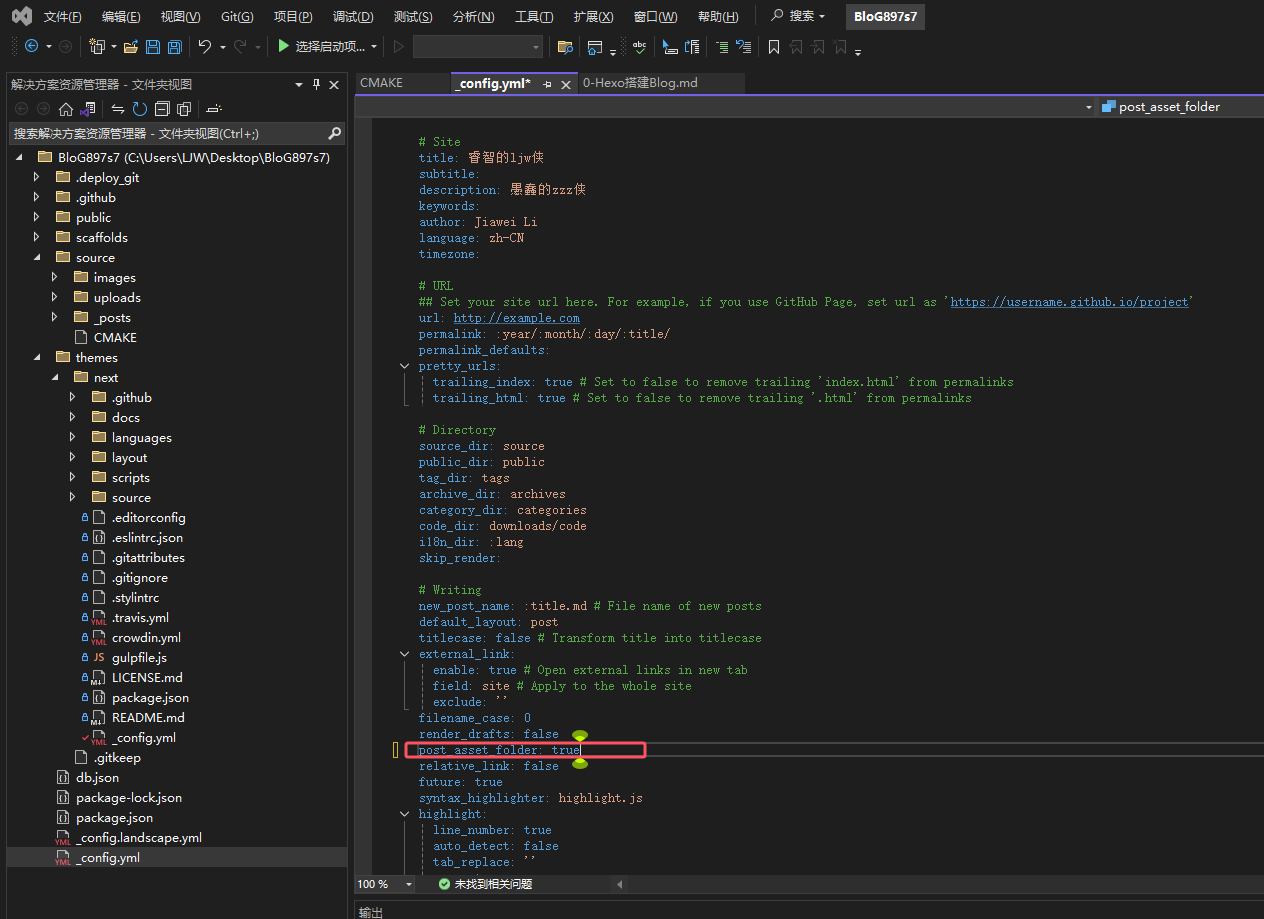 文件(F) 编辑(E) 视图(V) Git(G) 项目(P) 调试(D) 测试(S) 分析(N) 工具(T) 扩展(X) 窗口(W) 帮助(H) 搜索 BloG897s7
选择启动项... abc
解决方案资源管理器 - 文件夹视图
搜索解决方案资源管理器 - 文件夹视图(Ctrl+;)
BloG897s7 (C:\Users\LJW\Desktop\BloG897s7)
.deploy_git
.github
public
scaffolds
source
images
uploads
_posts
CMAKE
themes
next
.github
docs
languages
layout
scripts
source
.editorconfig
.eslintrc.json
.gitattributes
.gitignore
.stylintrc
YML .travis.yml
YML crowdin.yml
JS gulpfile.js
LICENSE.md
package.json
README.md
YML _config.yml
.gitkeep
db.json
package-lock.json
package.json
YML _config.landscape.yml
YML _config.yml
CMAKE _config.yml* 0-Hexo搭建Blog.md
post_asset_folder
# Site
title: 睿智的ljw侠
subtitle:
description: 愚蠢的zzz侠
keywords:
author: Jiawei Li
language: zh-CN
timezone:
# URL
## Set your site url here. For example, if you use GitHub Page, set url as 'https://username.github.io/project'
url: http://example.com
permalink: :year/:month/:day/:title/
permalink_defaults:
pretty_urls:
trailing_index: true # Set to false to remove trailing 'index.html' from permalinks
trailing_html: true # Set to false to remove trailing '.html' from permalinks
# Directory
source_dir: source
public_dir: public
tag_dir: tags
archive_dir: archives
category_dir: categories
code_dir: downloads/code
i18n_dir: :lang
skip_render:
# Writing
new_post_name: :title.md # File name of new posts
default_layout: post
titlecase: false # Transform title into titlecase
external_link:
enable: true # Open external links in new tab
field: site # Apply to the whole site
exclude: ''
filename_case: 0
render_drafts: false
post_asset_folder: true
relative_link: false
future: true
syntax_highlighter: highlight.js
highlight:
line_number: true
auto_detect: false
tab_replace: ''
100 % 未找到相关问题
输出